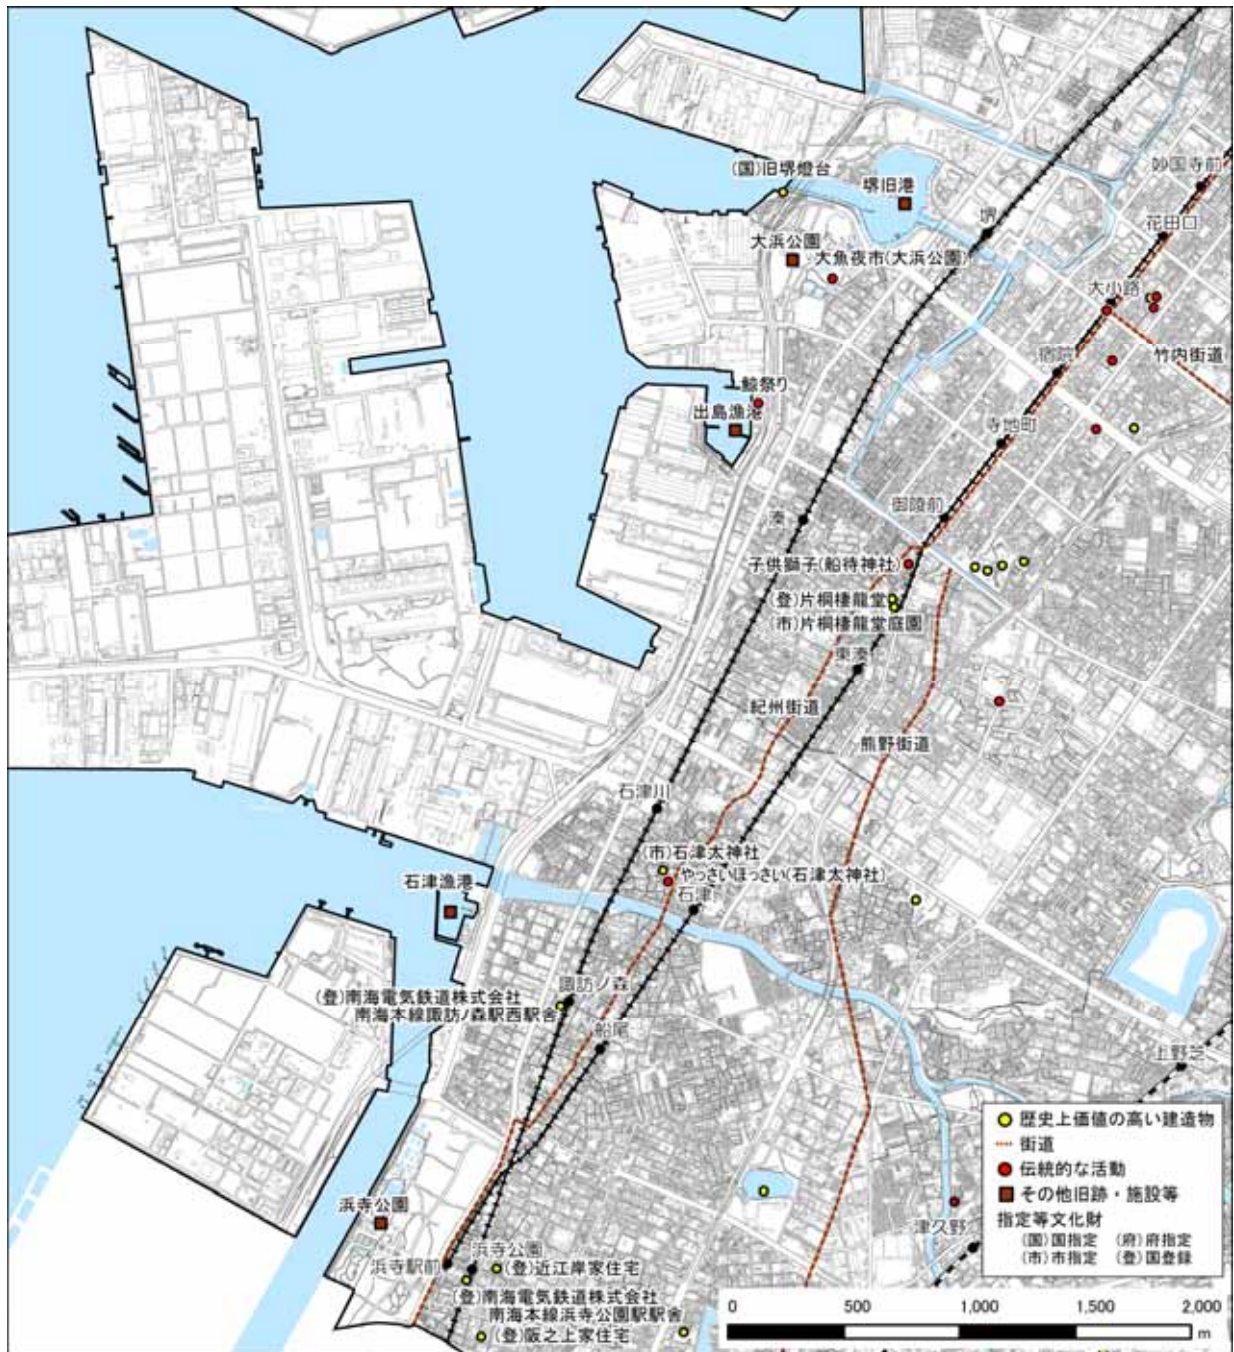 妙国寺前
(国)旧堺燈台
堺旧港
花田口
堺
大浜公園
大魚夜市(大浜公園)
大小路
竹内街道
宿院
鯨祭り
出島漁港
寺地町
御陵前
湊
子供獅子(船待神社)
(登)片桐棲龍堂
(市)片桐棲龍堂庭園
東湊
紀州街道
熊野街道
石津川
(市)石津太神社
やっさいほっさい(石津太神社)
石津漁港
石津
諏訪ノ森
(登)南海電気鉄道株式会社
南海本線諏訪ノ森駅西駅舎
船尾
上野芝
歴史上価値の高い建造物
街道
伝統的な活動
その他旧跡・施設等
指定等文化財
(国)国指定 (府)府指定
(市)市指定 (登)国登録
浜寺公園
津久野
浜寺駅前
浜寺公園
(登)近江岸家住宅
(登)南海電気鉄道株式会社
南海本線浜寺公園駅駅舎
(登)阪之上家住宅
0 500 1,000 1,500 2,000
m